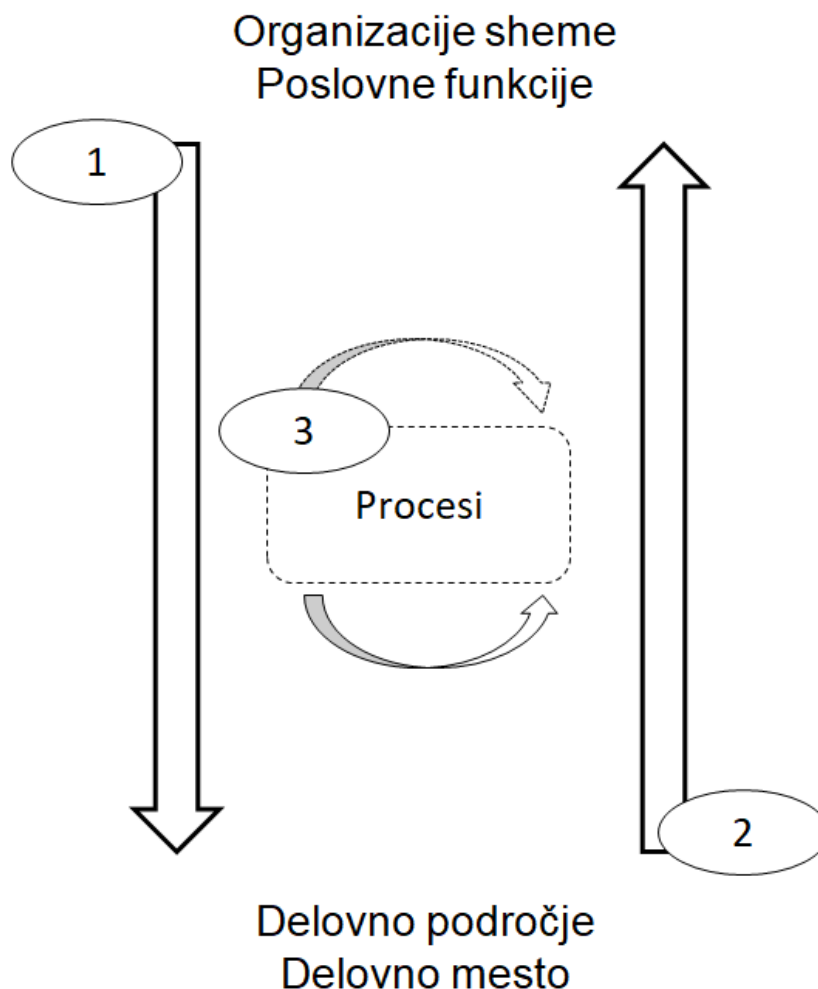 Organizacije sheme
Poslovne funkcije
1
3
Procesi
2
Delovno področje
Delovno mesto